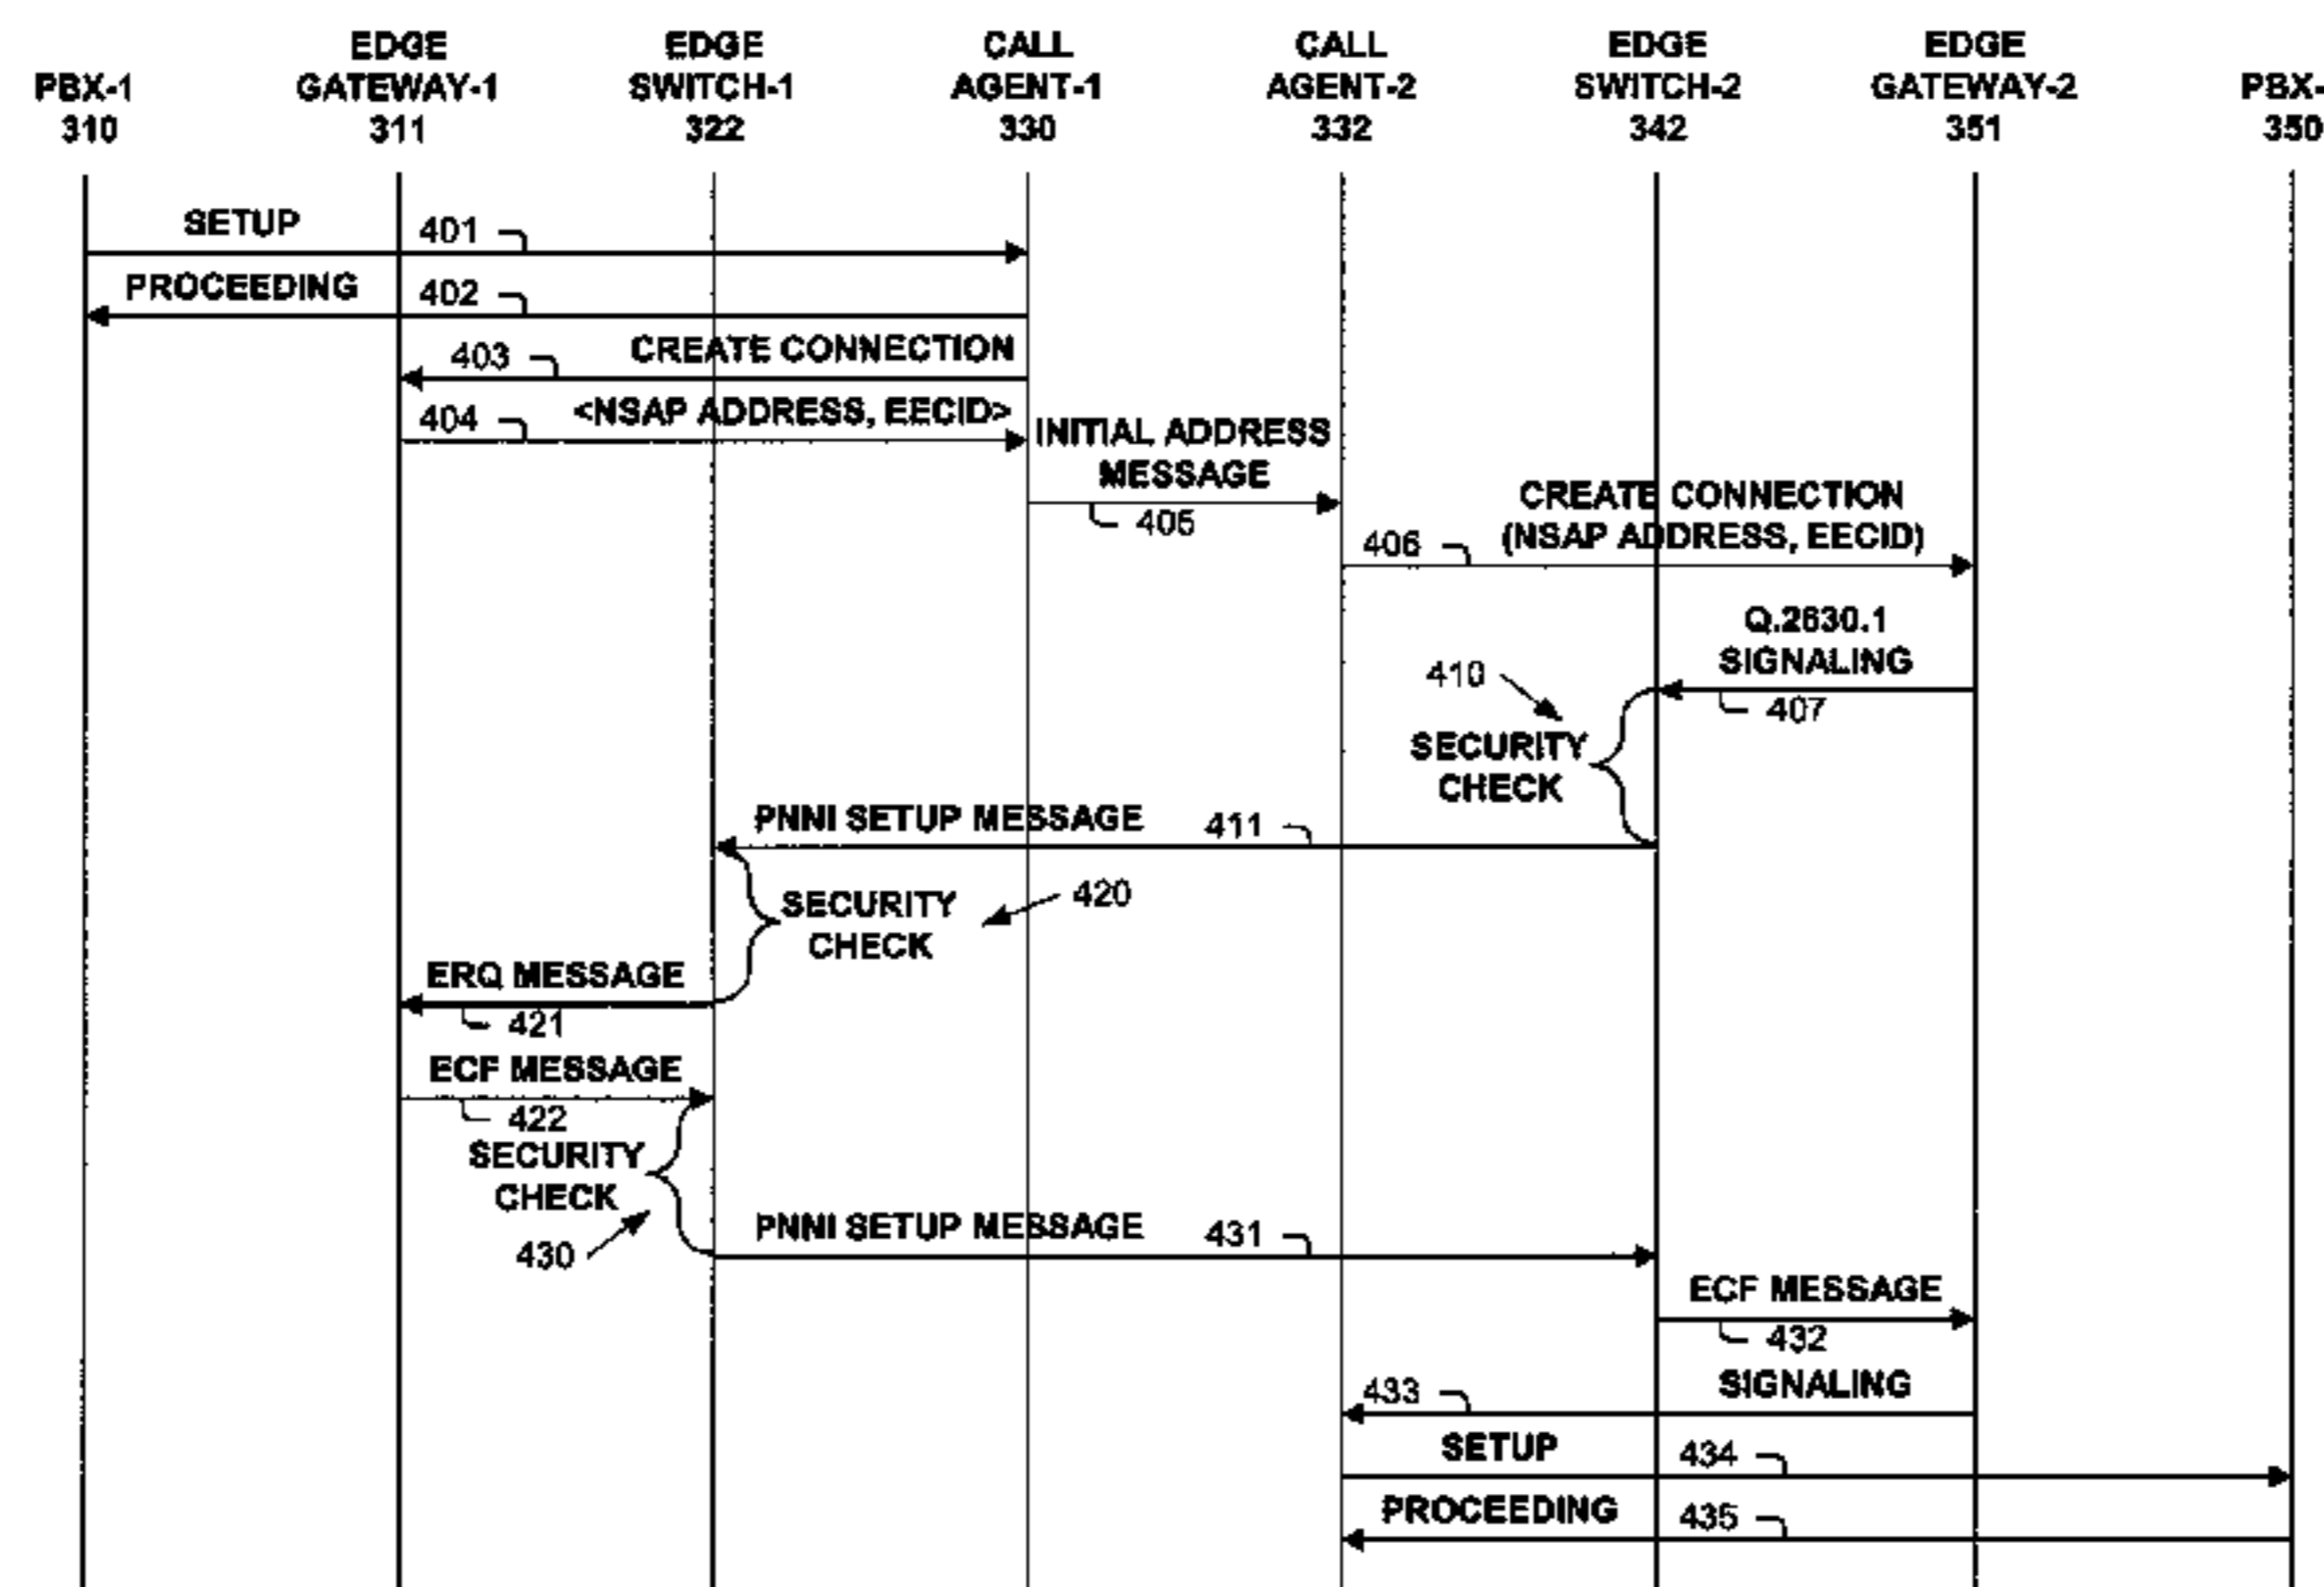 EDGE
EDGE
CALL
CALL
EDGE
EDGE
PBX-1
GATEWAY-1
SWITCH-1
AGENT-1
AGENT-2
SWITCH-2
GATEWAY-2
PBX-
310
311
322
330
332
342
351
350
SETUP
401
PROCEEDING
402
403
CREATE CONNECTION
404
<NSAP ADDRESS, EECID>
INITIAL ADDRESS
MESSAGE
405
CREATE CONNECTION
(NSAP ADDRESS, EECID)
406
Q.2630.1
SIGNALING
407
410
SECURITY
CHECK
PNNI SETUP MESSAGE
411
SECURITY
CHECK
420
ERQ MESSAGE
421
ECF MESSAGE
422
SECURITY
CHECK
430
PNNI SETUP MESSAGE
431
ECF MESSAGE
432
433
SIGNALING
SETUP
434
PROCEEDING
435